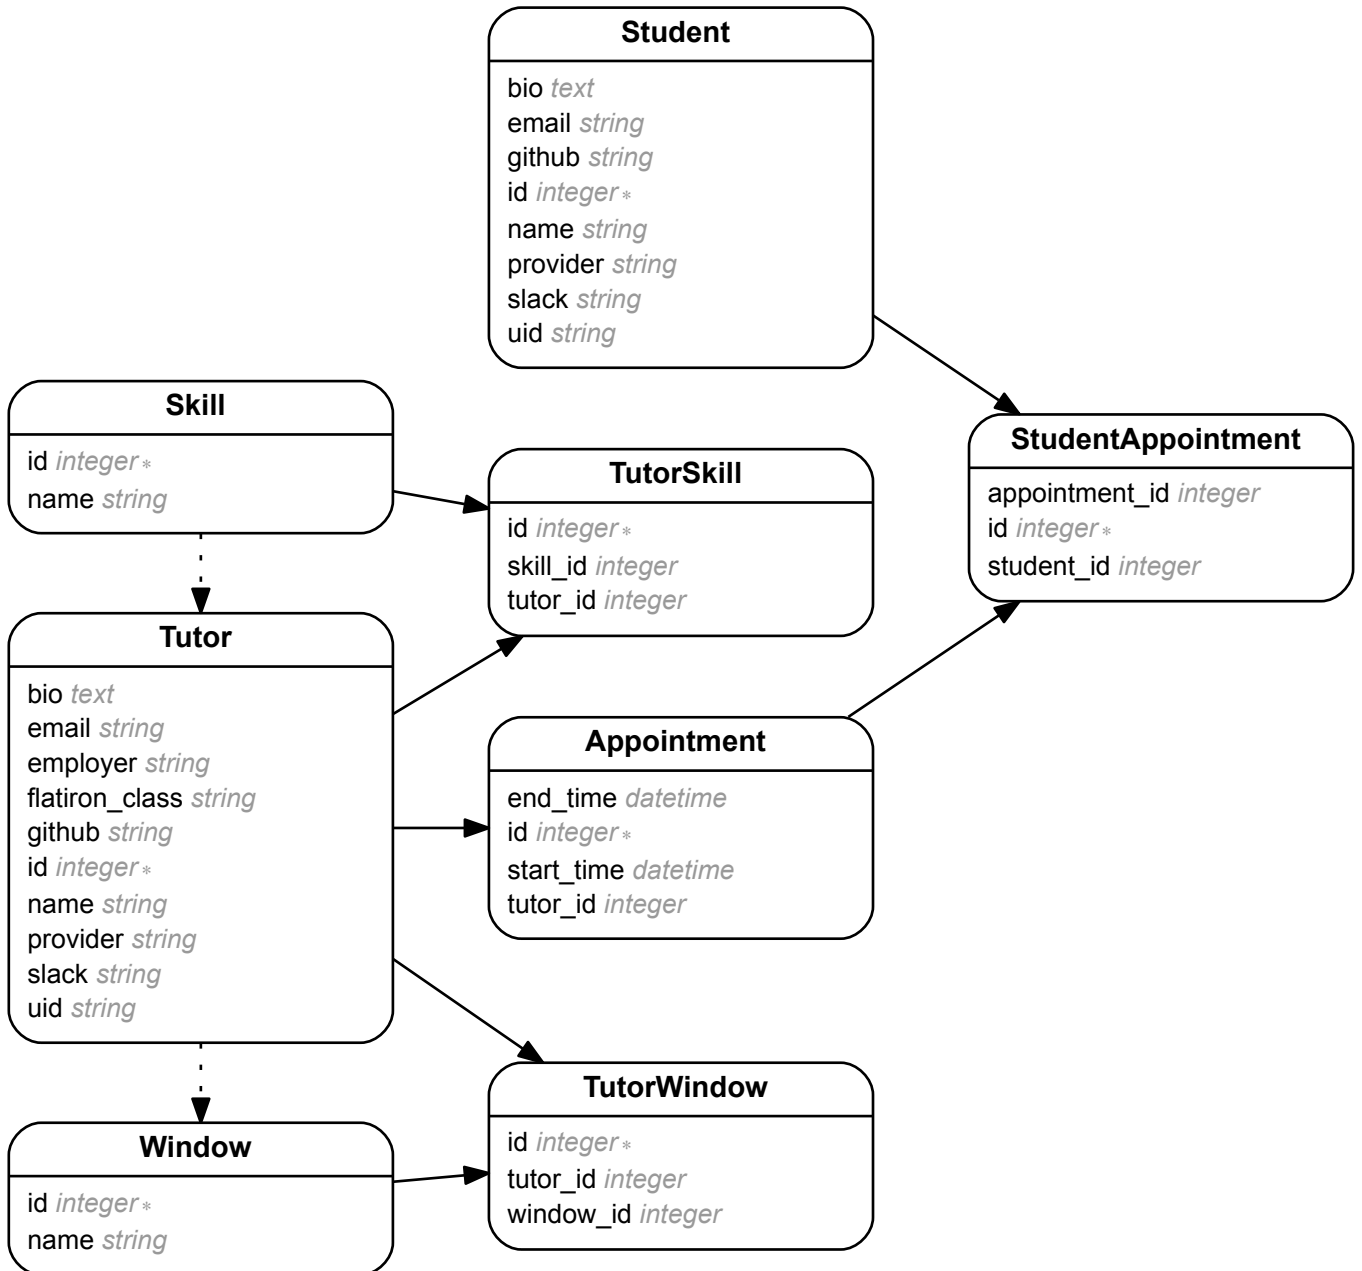 Student
bio text
email string
github string
id integer *
name string
provider string
slack string
uid string
Skill
id integer *
name string
TutorSkill
id integer *
skill_id integer
tutor_id integer
StudentAppointment
appointment_id integer
id integer *
student_id integer
Tutor
bio text
email string
employer string
flatiron_class string
github string
id integer *
name string
provider string
slack string
uid string
Appointment
end_time datetime
id integer *
start_time datetime
tutor_id integer
TutorWindow
id integer *
tutor_id integer
window_id integer
Window
id integer *
name string